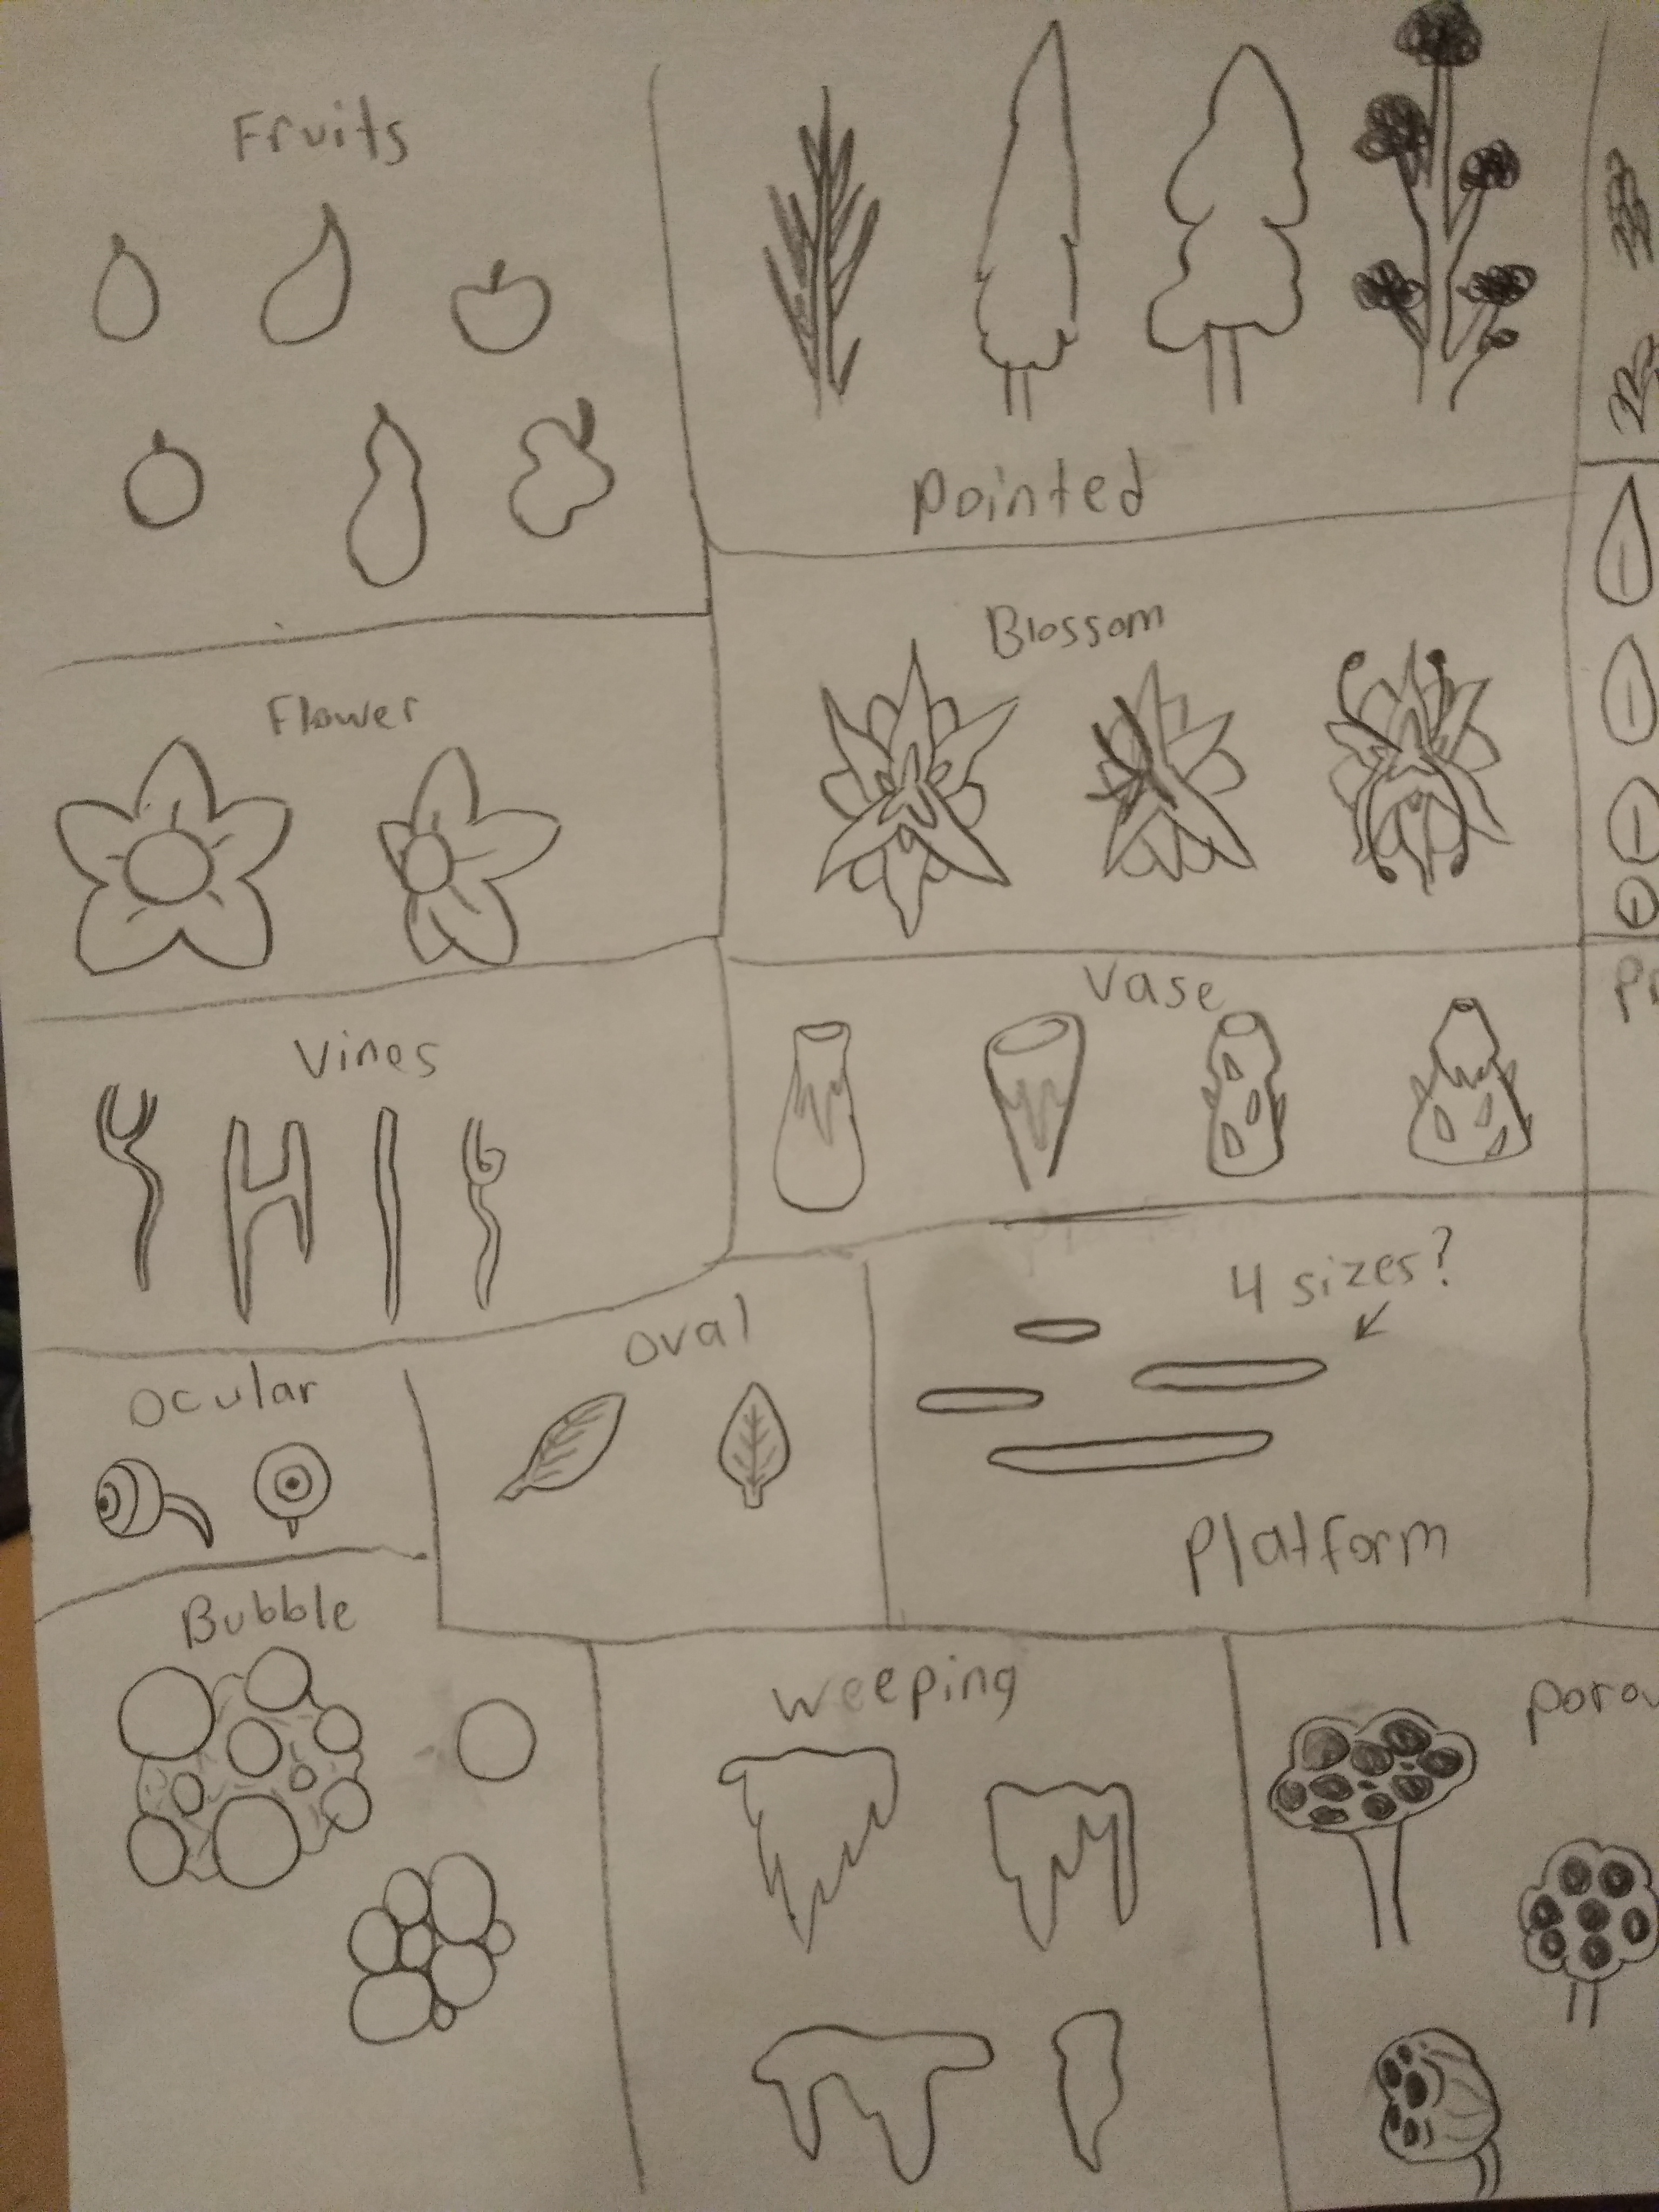 Fruits
Pointed
Blossom
Flower
Vase
Vines
4 sizes?
Oval
Ocular
Platform
Bubble
Weeping